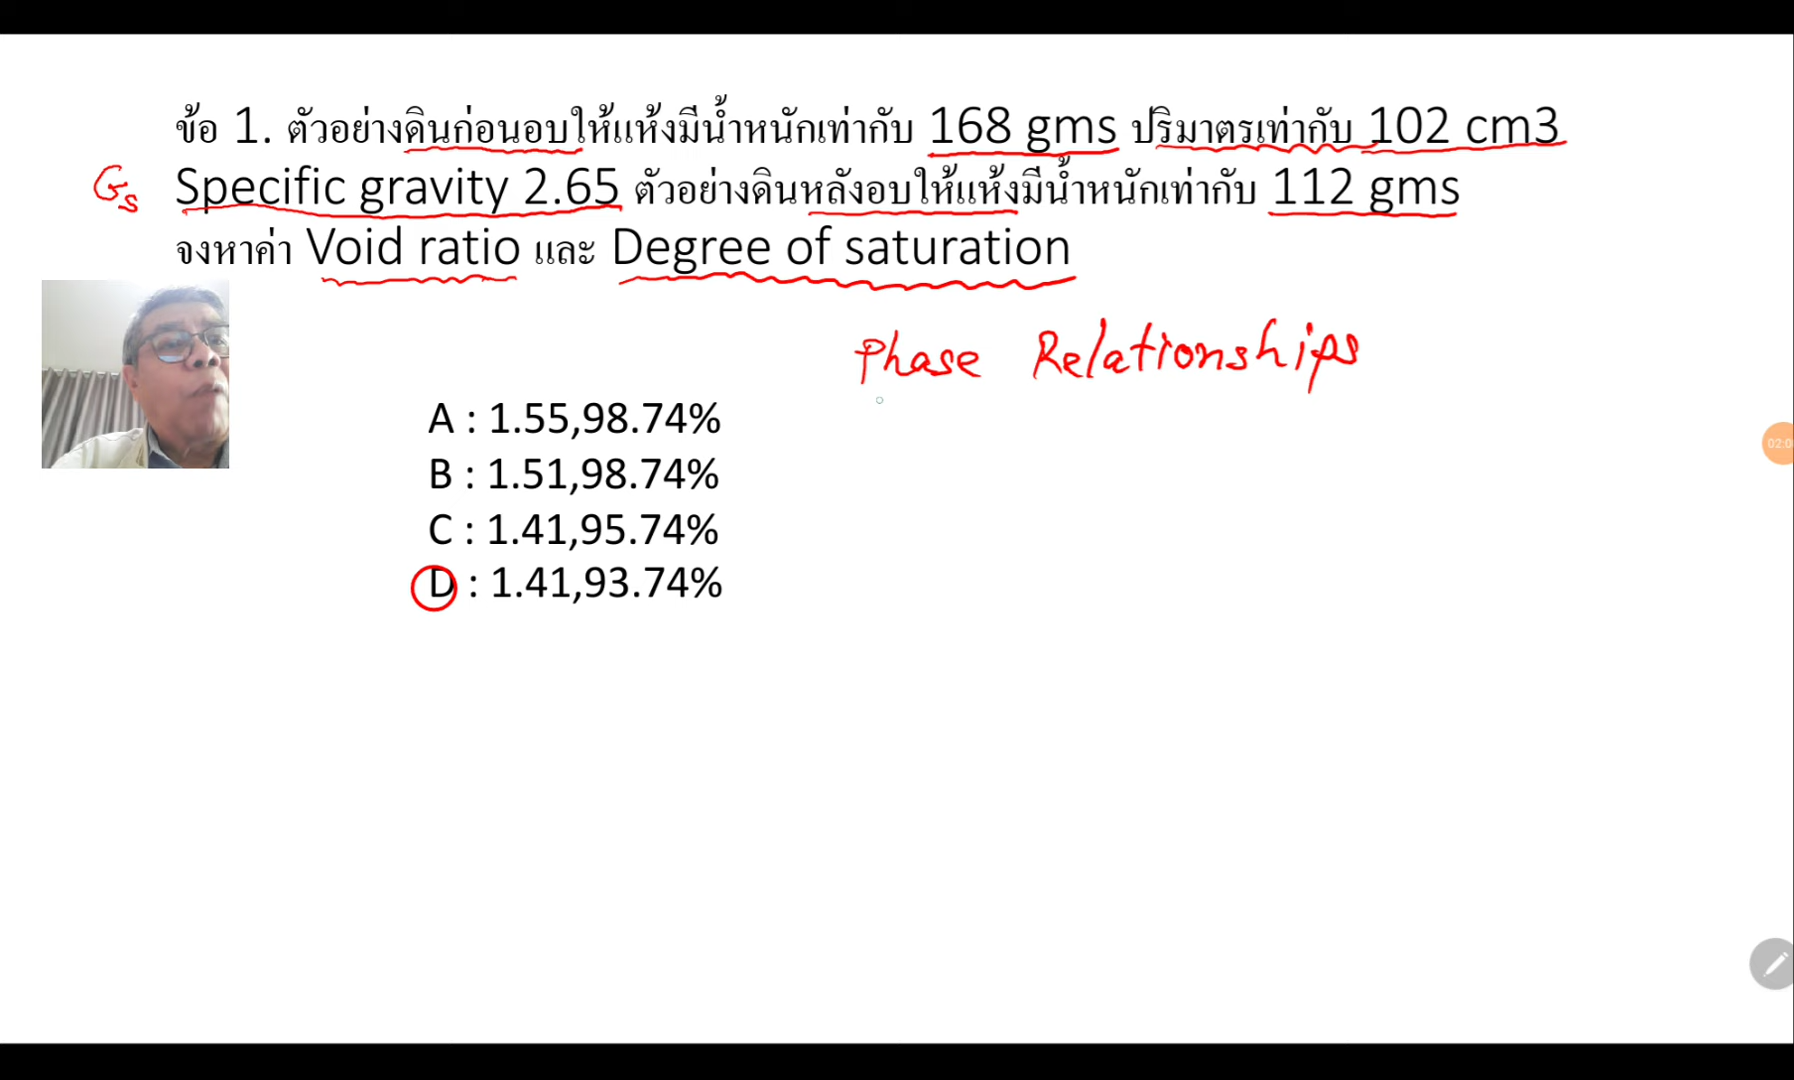 ข้อ 1. ตัวอย่างดินก่อนอบให้แห้งมีน้ำหนักเท่ากับ 168 gms ปริมาตรเท่ากับ 102 cm3
Gs Specific gravity 2.65 ตัวอย่างดินหลังอบให้แห้งมีน้ำหนักเท่ากับ 112 gms
จงหาค่า Void ratio และ Degree of saturation
Phase Relationships
A : 1.55,98.74%
B : 1.51,98.74%
C : 1.41,95.74%
D : 1.41,93.74%